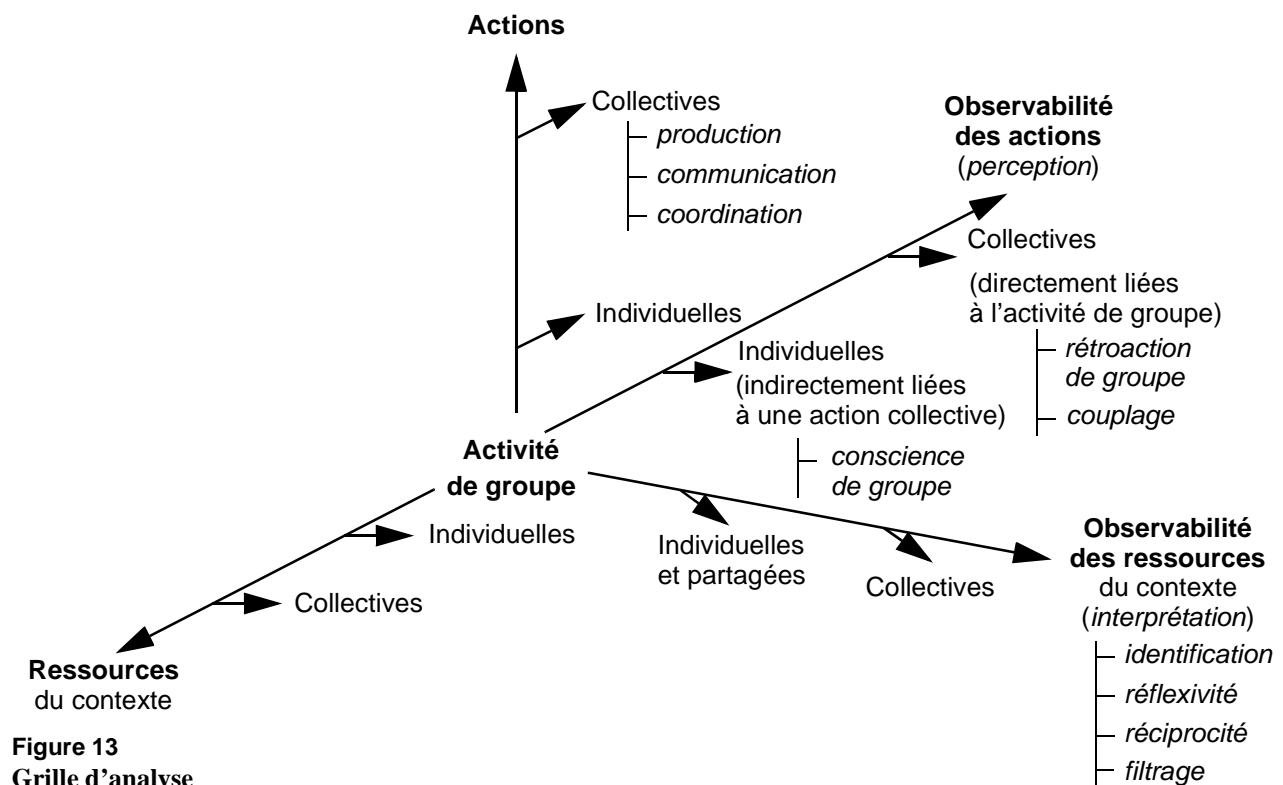 Actions
Collectives
production
communication
coordination
Individuelles
Observabilité
des actions
(perception)
Collectives
(directement liées
à l’activité de groupe)
rétroaction
de groupe
couplage
Individuelles
(indirectement liées
à une action collective)
conscience
de groupe
Activité
de groupe
Individuelles
Collectives
Ressources
du contexte
Individuelles
et partagées
Collectives
Observabilité
des ressources
du contexte
(interprétation)
identification
réflexivité
réciprocité
filtrage
Figure 13
Grille d’analyse